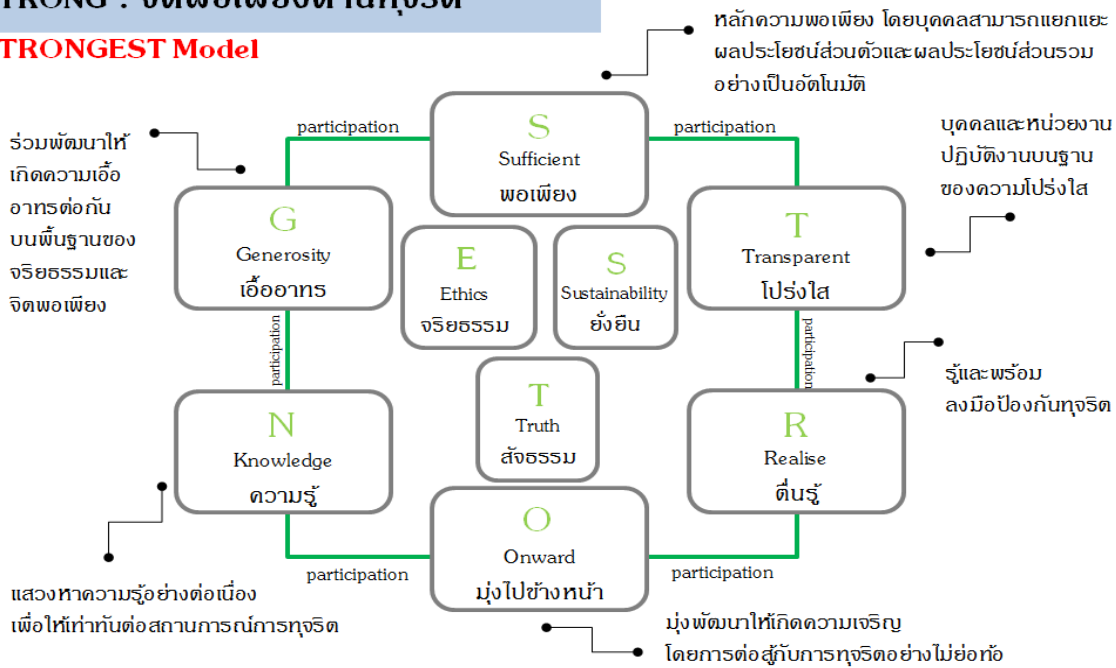 TRONG : จิตพอเพียงต้านทุจริต
TRONGEST Model
หลักความพอเพียง โดยบุคคลสามารถแยกแยะ
ผลประโยชน์ส่วนตัวและผลประโยชน์ส่วนรวม
อย่างเป็นอัตโนมัติ
participation
S
Sufficient
พอเพียง
participation
ร่วมพัฒนาให้
เกิดความเอื้อ
อาทรต่อกัน
บนพื้นฐานของ
จริยธรรมและ
จิตพอเพียง
บุคคลและหน่วยงาน
ปฏิบัติงานบนฐาน
ของความโปร่งใส
G
Generosity
เอื้ออาทร
E
Ethics
จริยธรรม
S
Sustainability
ยั่งยืน
T
Transparent
โปร่งใส
participation
participation
รู้และพร้อม
ลงมือป้องกันทุจริต
N
Knowledge
ความรู้
T
Truth
สัจธรรม
R
Realise
ตื่นรู้
O
Onward
มุ่งไปข้างหน้า
participation
participation
แสวงหาความรู้อย่างต่อเนื่อง
เพื่อให้เท่าทันต่อสถานการณ์การทุจริต
มุ่งพัฒนาให้เกิดความเจริญ
โดยการต่อสู้กับการทุจริตอย่างไม่ย่อท้อ